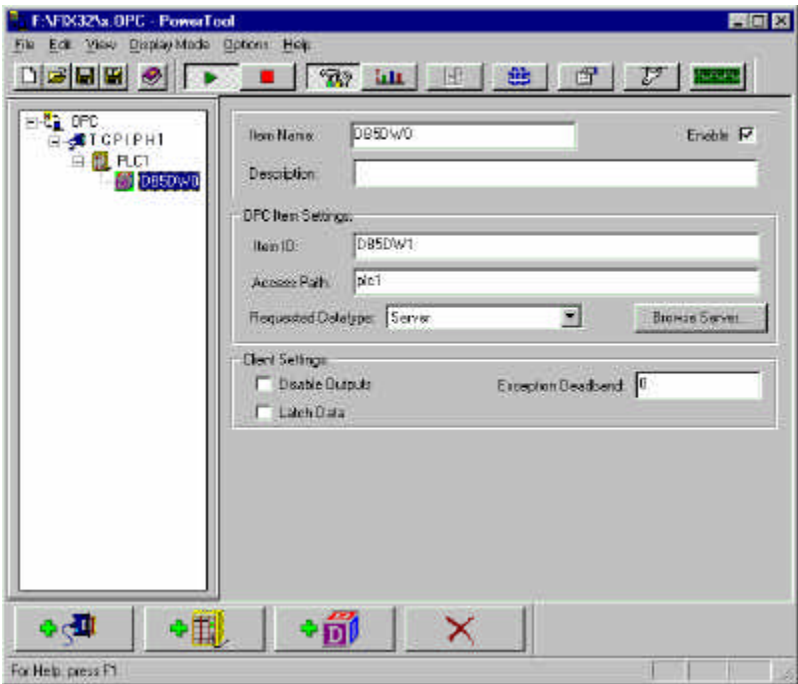 F:\FIX32\s.OPC - PowerTool
File Edit View Display Mode Options Help
OPC
TCPIPH1
PLC1
DB5DW0
Item Name: DB5DW0 Enable
Description:
OPC Item Settings:
Item ID: DB5DW1
Access Path: plc1
Requested Datatype: Server Browse Server...
Client Settings
Disable Outputs Exception Deadband: 0
Latch Data
D
For Help, press F1